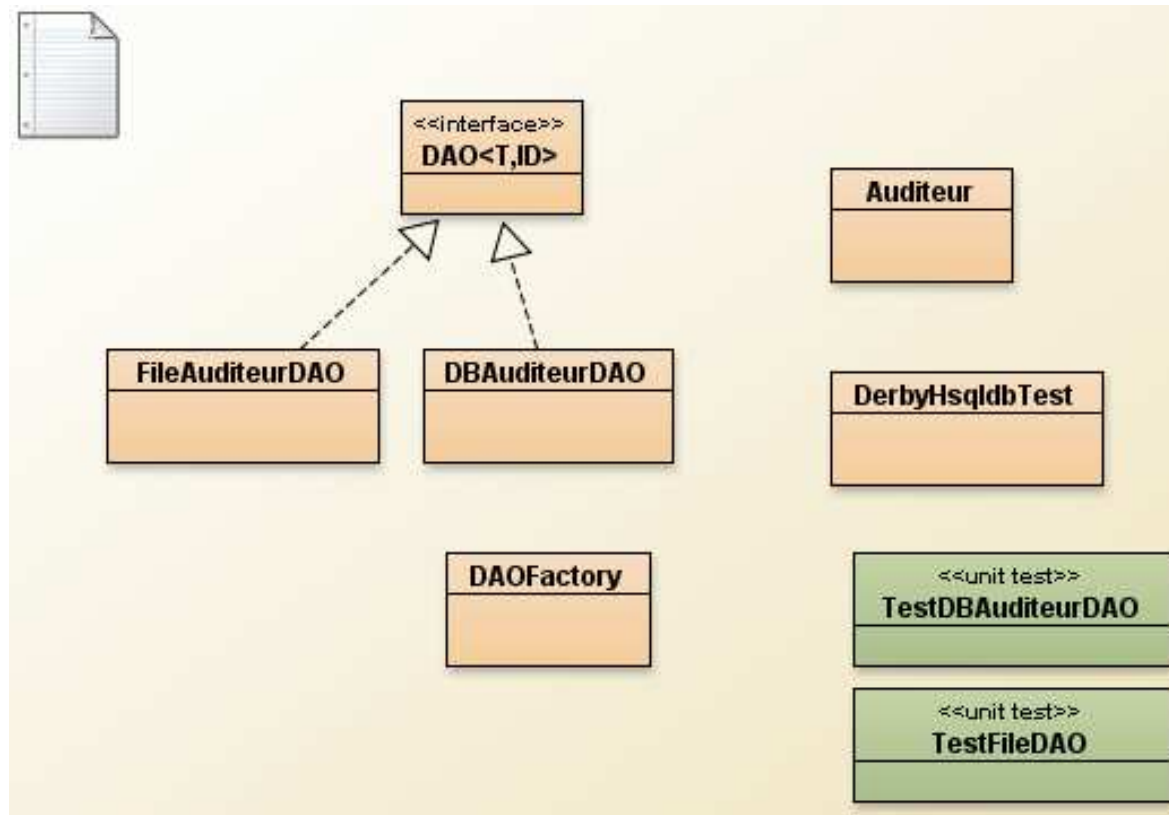 <<interface>>
DAO<T,ID>
Auditeur
FileAuditeurDAO
DBAuditeurDAO
DerbyHsqldbTest
DAOFactory
<<unit test>>
TestDBAuditeurDAO
<<unit test>>
TestFileDAO